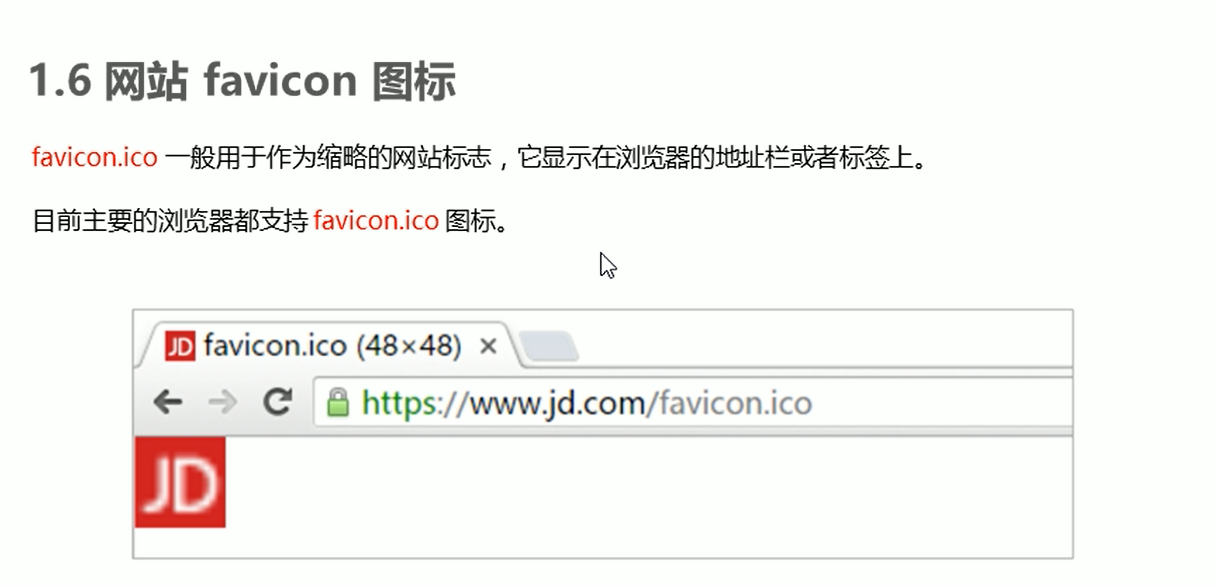 1.6 网站 favicon 图标
favicon.ico 一般用于作为缩略的网站标志，它显示在浏览器的地址栏或者标签上。
目前主要的浏览器都支持 favicon.ico 图标。
JD favicon.ico (48×48) ×
https://www.jd.com/favicon.ico
JD